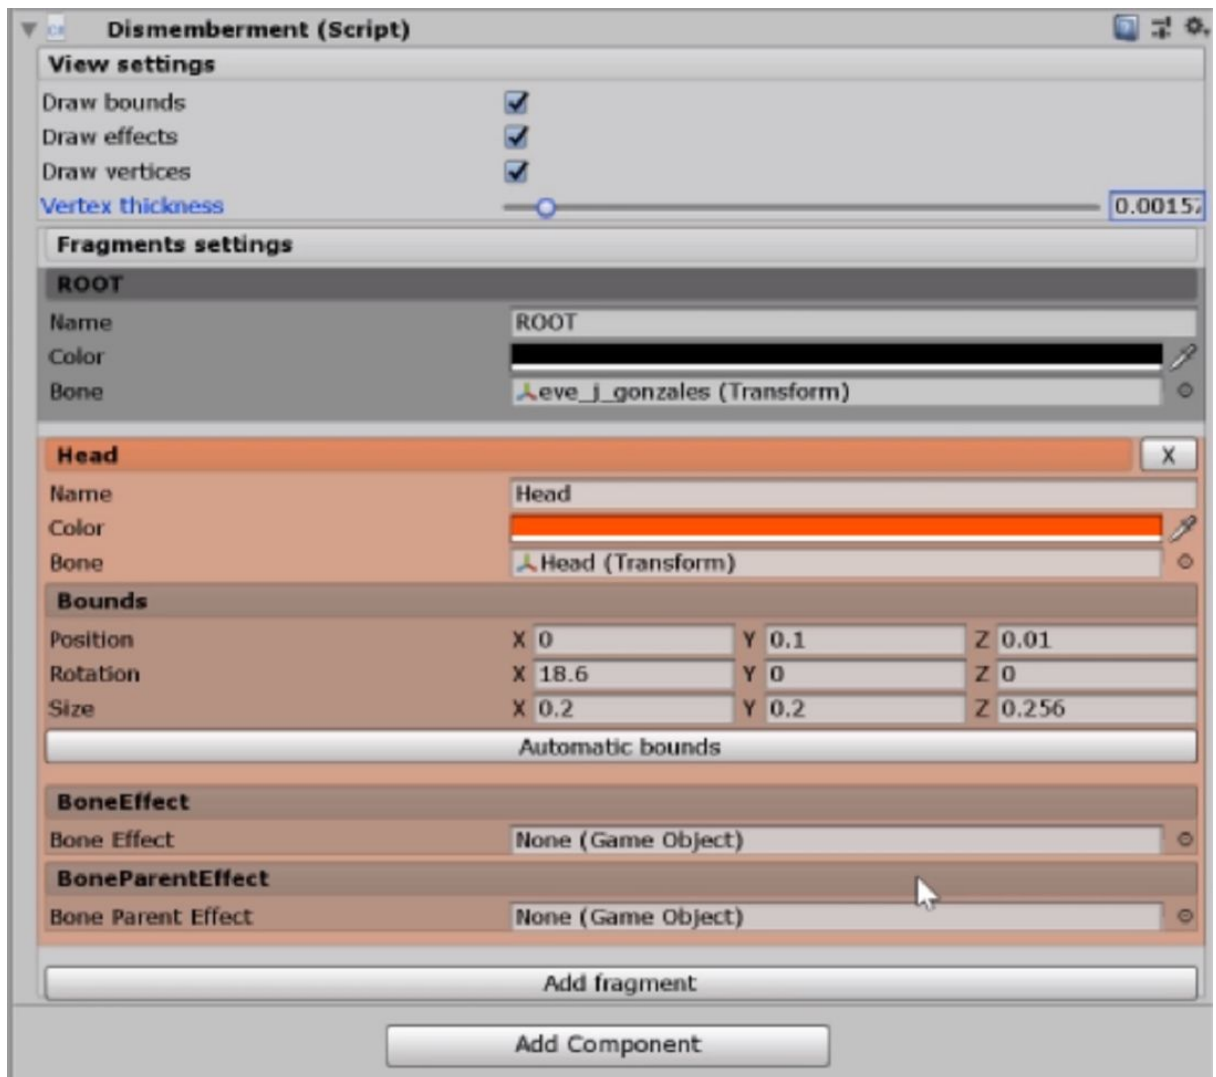 Dismemberment (Script)
View settings
Draw bounds
Draw effects
Draw vertices
Vertex thickness 0.0015
Fragments settings
ROOT
Name ROOT
Color
Bone eve_j_gonzales (Transform)
Head X
Name Head
Color
Bone Head (Transform)
Bounds
Position X 0 Y 0.1 Z 0.01
Rotation X 18.6 Y 0 Z 0
Size X 0.2 Y 0.2 Z 0.256
Automatic bounds
BoneEffect
Bone Effect None (Game Object)
BoneParentEffect
Bone Parent Effect None (Game Object)
Add fragment
Add Component